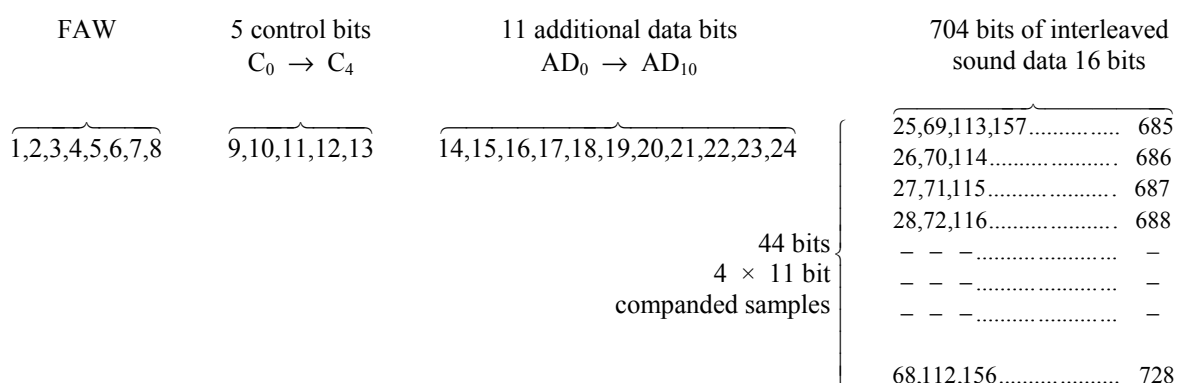 FAW
5 control bits
C₀ → C₄
11 additional data bits
AD₀ → AD₁₀
704 bits of interleaved
sound data 16 bits
1,2,3,4,5,6,7,8
9,10,11,12,13
14,15,16,17,18,19,20,21,22,23,24
25,69,113,157............... 685
26,70,114..................... 686
27,71,115..................... 687
28,72,116..................... 688
44 bits
4 × 11 bit
companded samples
– – –...................... –
– – –...................... –
– – –...................... –
68,112,156.................... 728